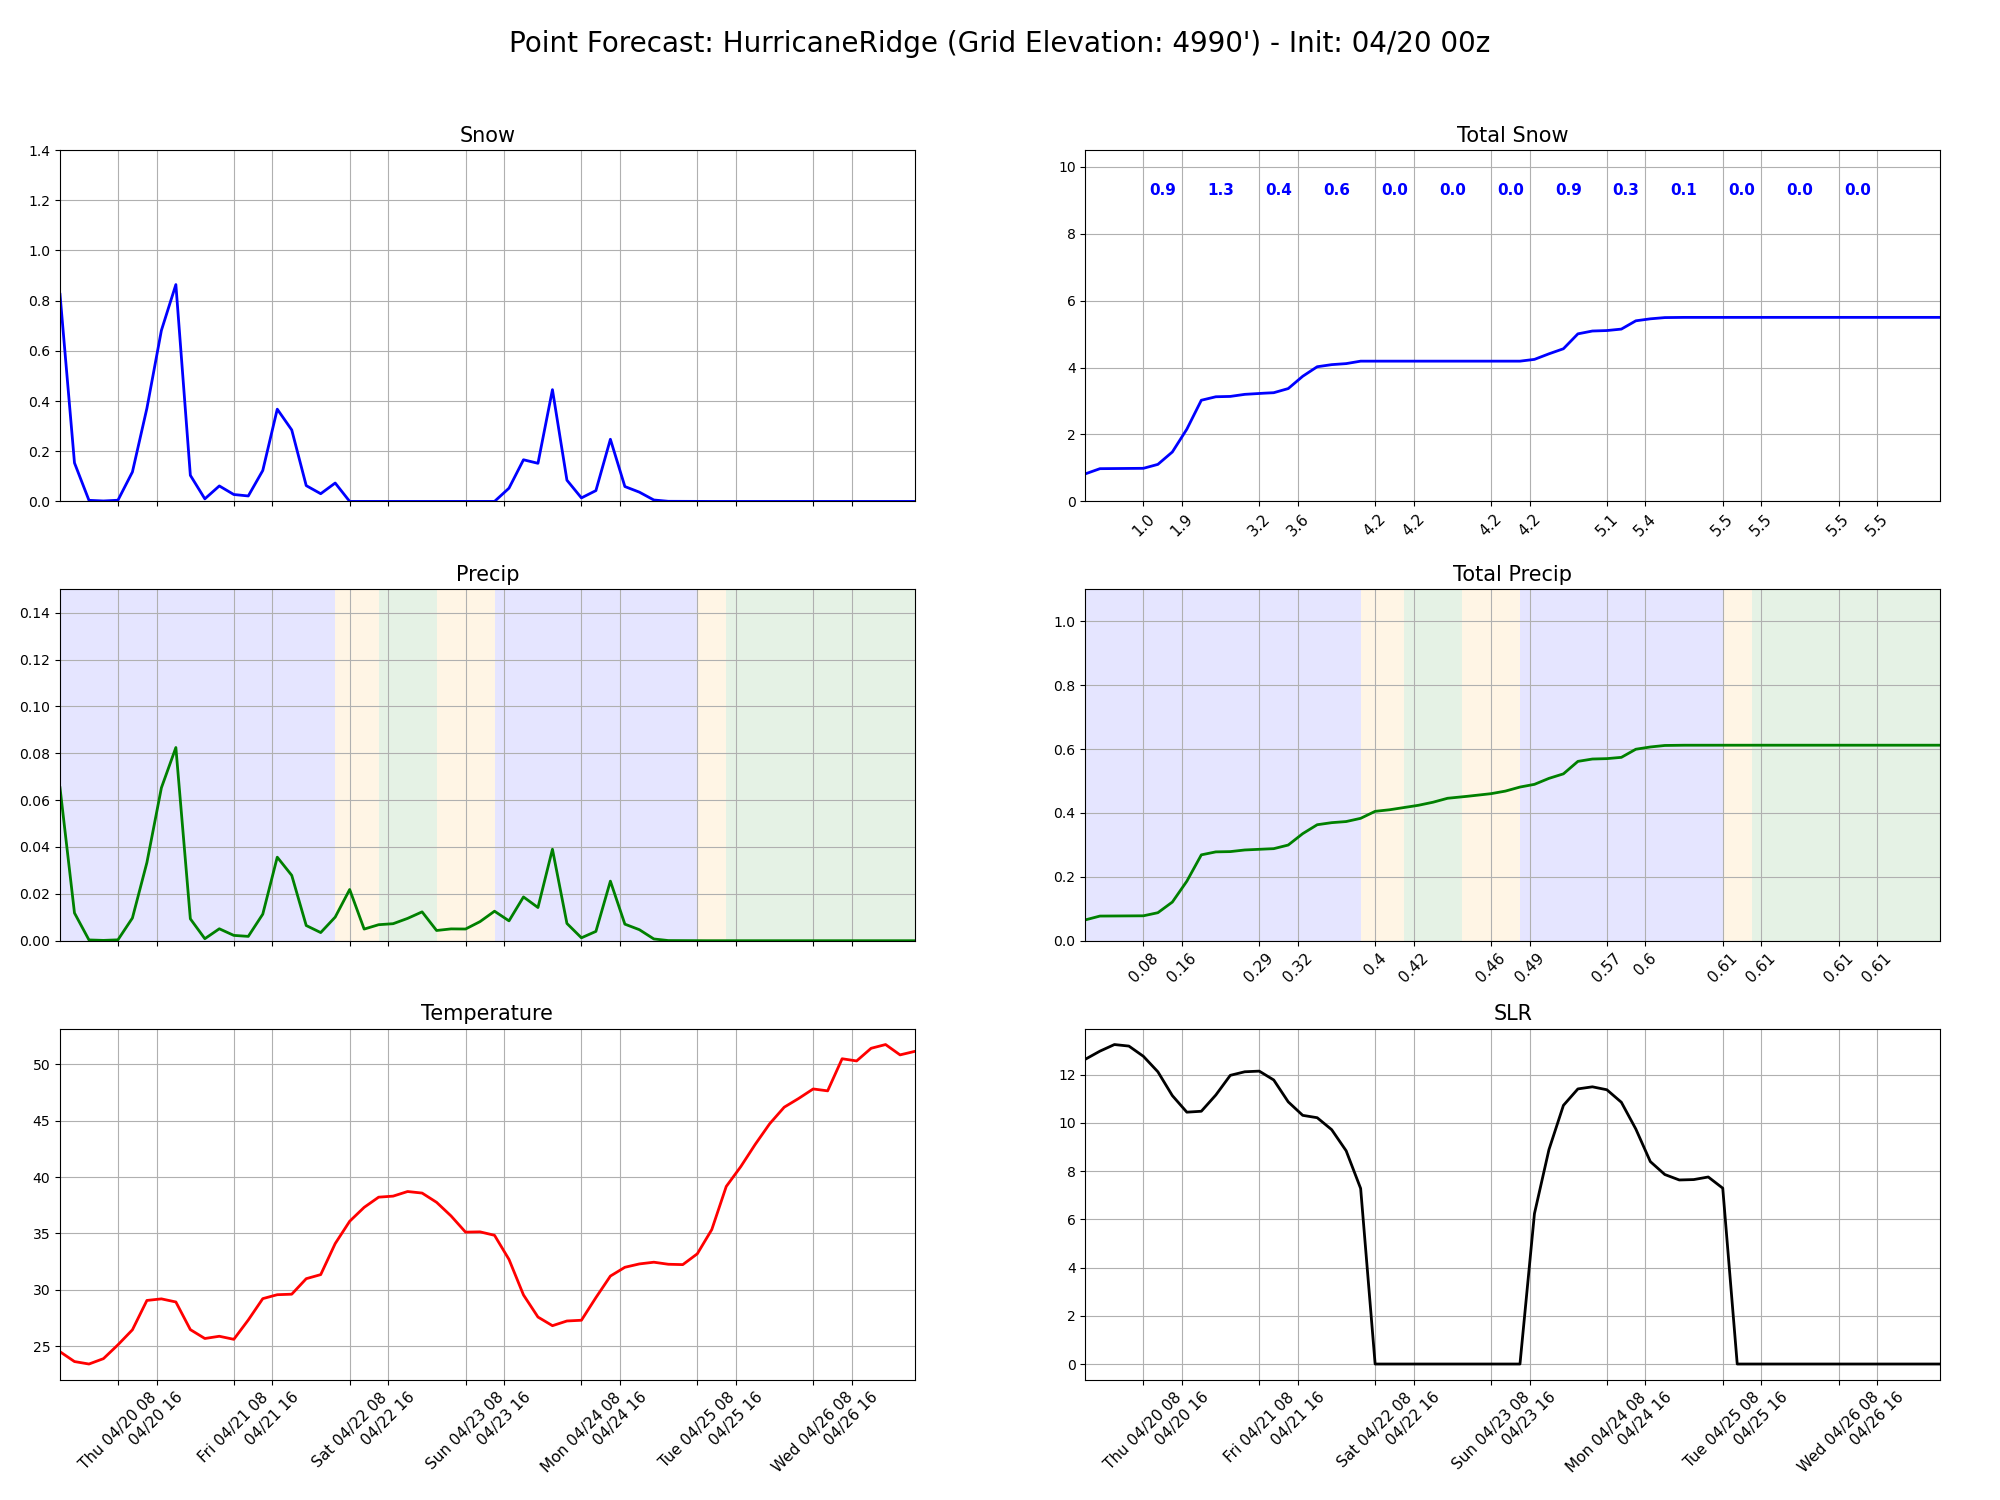 Point Forecast: HurricaneRidge (Grid Elevation: 4990') - Init: 04/20 00z
Snow
1.4
1.2
1.0
0.8
0.6
0.4
0.2
0.0
Total Snow
10
8
6
4
2
0
0.9 1.3 0.4 0.6 0.0 0.0 0.0 0.9 0.3 0.1 0.0 0.0 0.0
1.0 1.9 3.2 3.6 4.2 4.2 4.2 4.2 5.1 5.4 5.5 5.5 5.5 5.5
Precip
0.14
0.12
0.10
0.08
0.06
0.04
0.02
0.00
Total Precip
1.0
0.8
0.6
0.4
0.2
0.0
0.08 0.16 0.29 0.32 0.4 0.42 0.46 0.49 0.57 0.6 0.61 0.61 0.61 0.61
Temperature
50
45
40
35
30
25
Thu 04/20 08
04/20 16
Fri 04/21 08
04/21 16
Sat 04/22 08
04/22 16
Sun 04/23 08
04/23 16
Mon 04/24 08
04/24 16
Tue 04/25 08
04/25 16
Wed 04/26 08
04/26 16
SLR
12
10
8
6
4
2
0
Thu 04/20 08
04/20 16
Fri 04/21 08
04/21 16
Sat 04/22 08
04/22 16
Sun 04/23 08
04/23 16
Mon 04/24 08
04/24 16
Tue 04/25 08
04/25 16
Wed 04/26 08
04/26 16